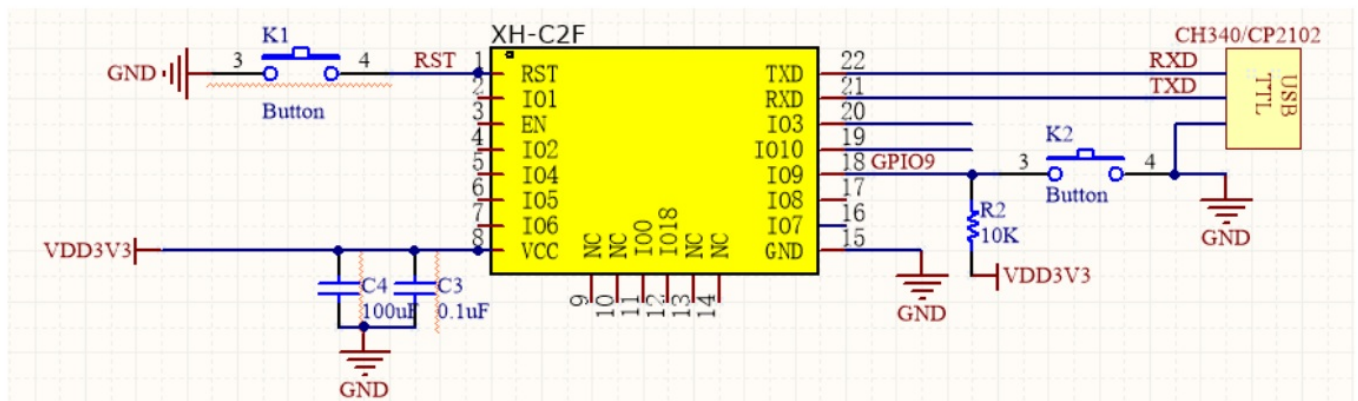 XH-C2F
CH340/CP2102
K1
GND 3 4 RST
Button
1 RST
2 IO1
3 EN
4 IO2
5 IO4
6 IO5
7 IO6
8 VCC
NC NC IO0 IO18 NC NC
9 10 11 12 13 14
TXD 22 RXD
RXD 21 TXD
IO3 20
IO10 19
IO9 18 GPIO9
IO8 17
IO7 16
GND 15
USB
TTL
K2
3 4
Button
R2
10K
GND
VDD3V3
VDD3V3
C4
100uF
C3
0.1uF
GND
GND